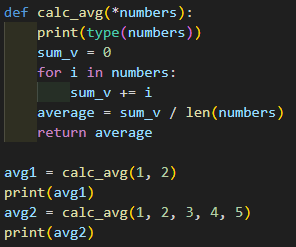 def calc_avg(*numbers):
    print(type(numbers))
    sum_v = 0
    for i in numbers:
        sum_v += i
    average = sum_v / len(numbers)
    return average

avg1 = calc_avg(1, 2)
print(avg1)
avg2 = calc_avg(1, 2, 3, 4, 5)
print(avg2)